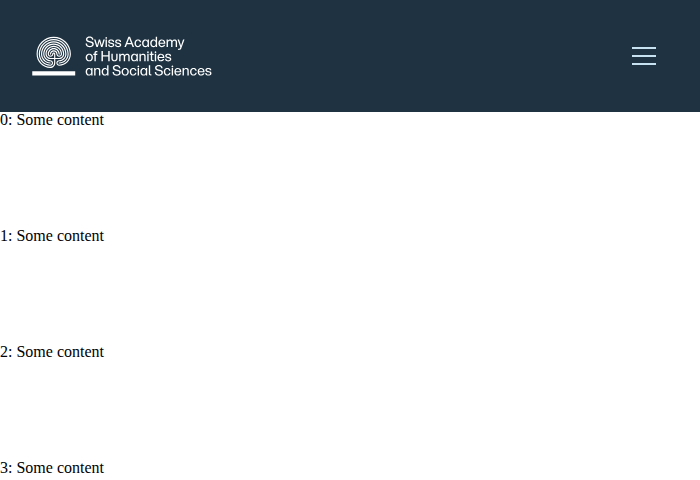 Swiss Academy
of Humanities
and Social Sciences
0: Some content
1: Some content
2: Some content
3: Some content